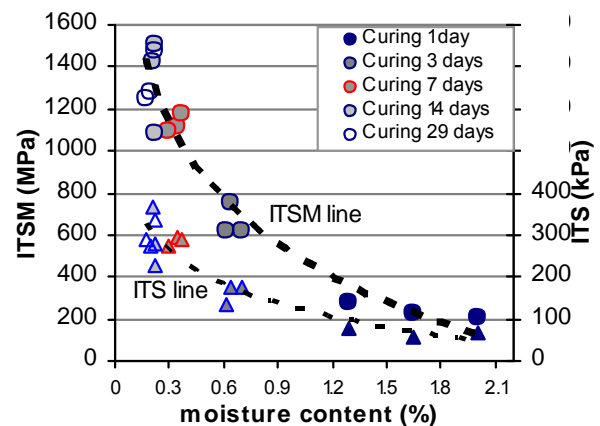 1600
1400
1200
1000
800
600
400
200
0
ITSM (MPa)
Curing 1day
Curing 3 days
Curing 7 days
Curing 14 days
Curing 29 days
ITSM line
ITS line
400
300
200
100
0
ITS (kPa)
0 0.3 0.6 0.9 1.2 1.5 1.8 2.1
moisture content (%)